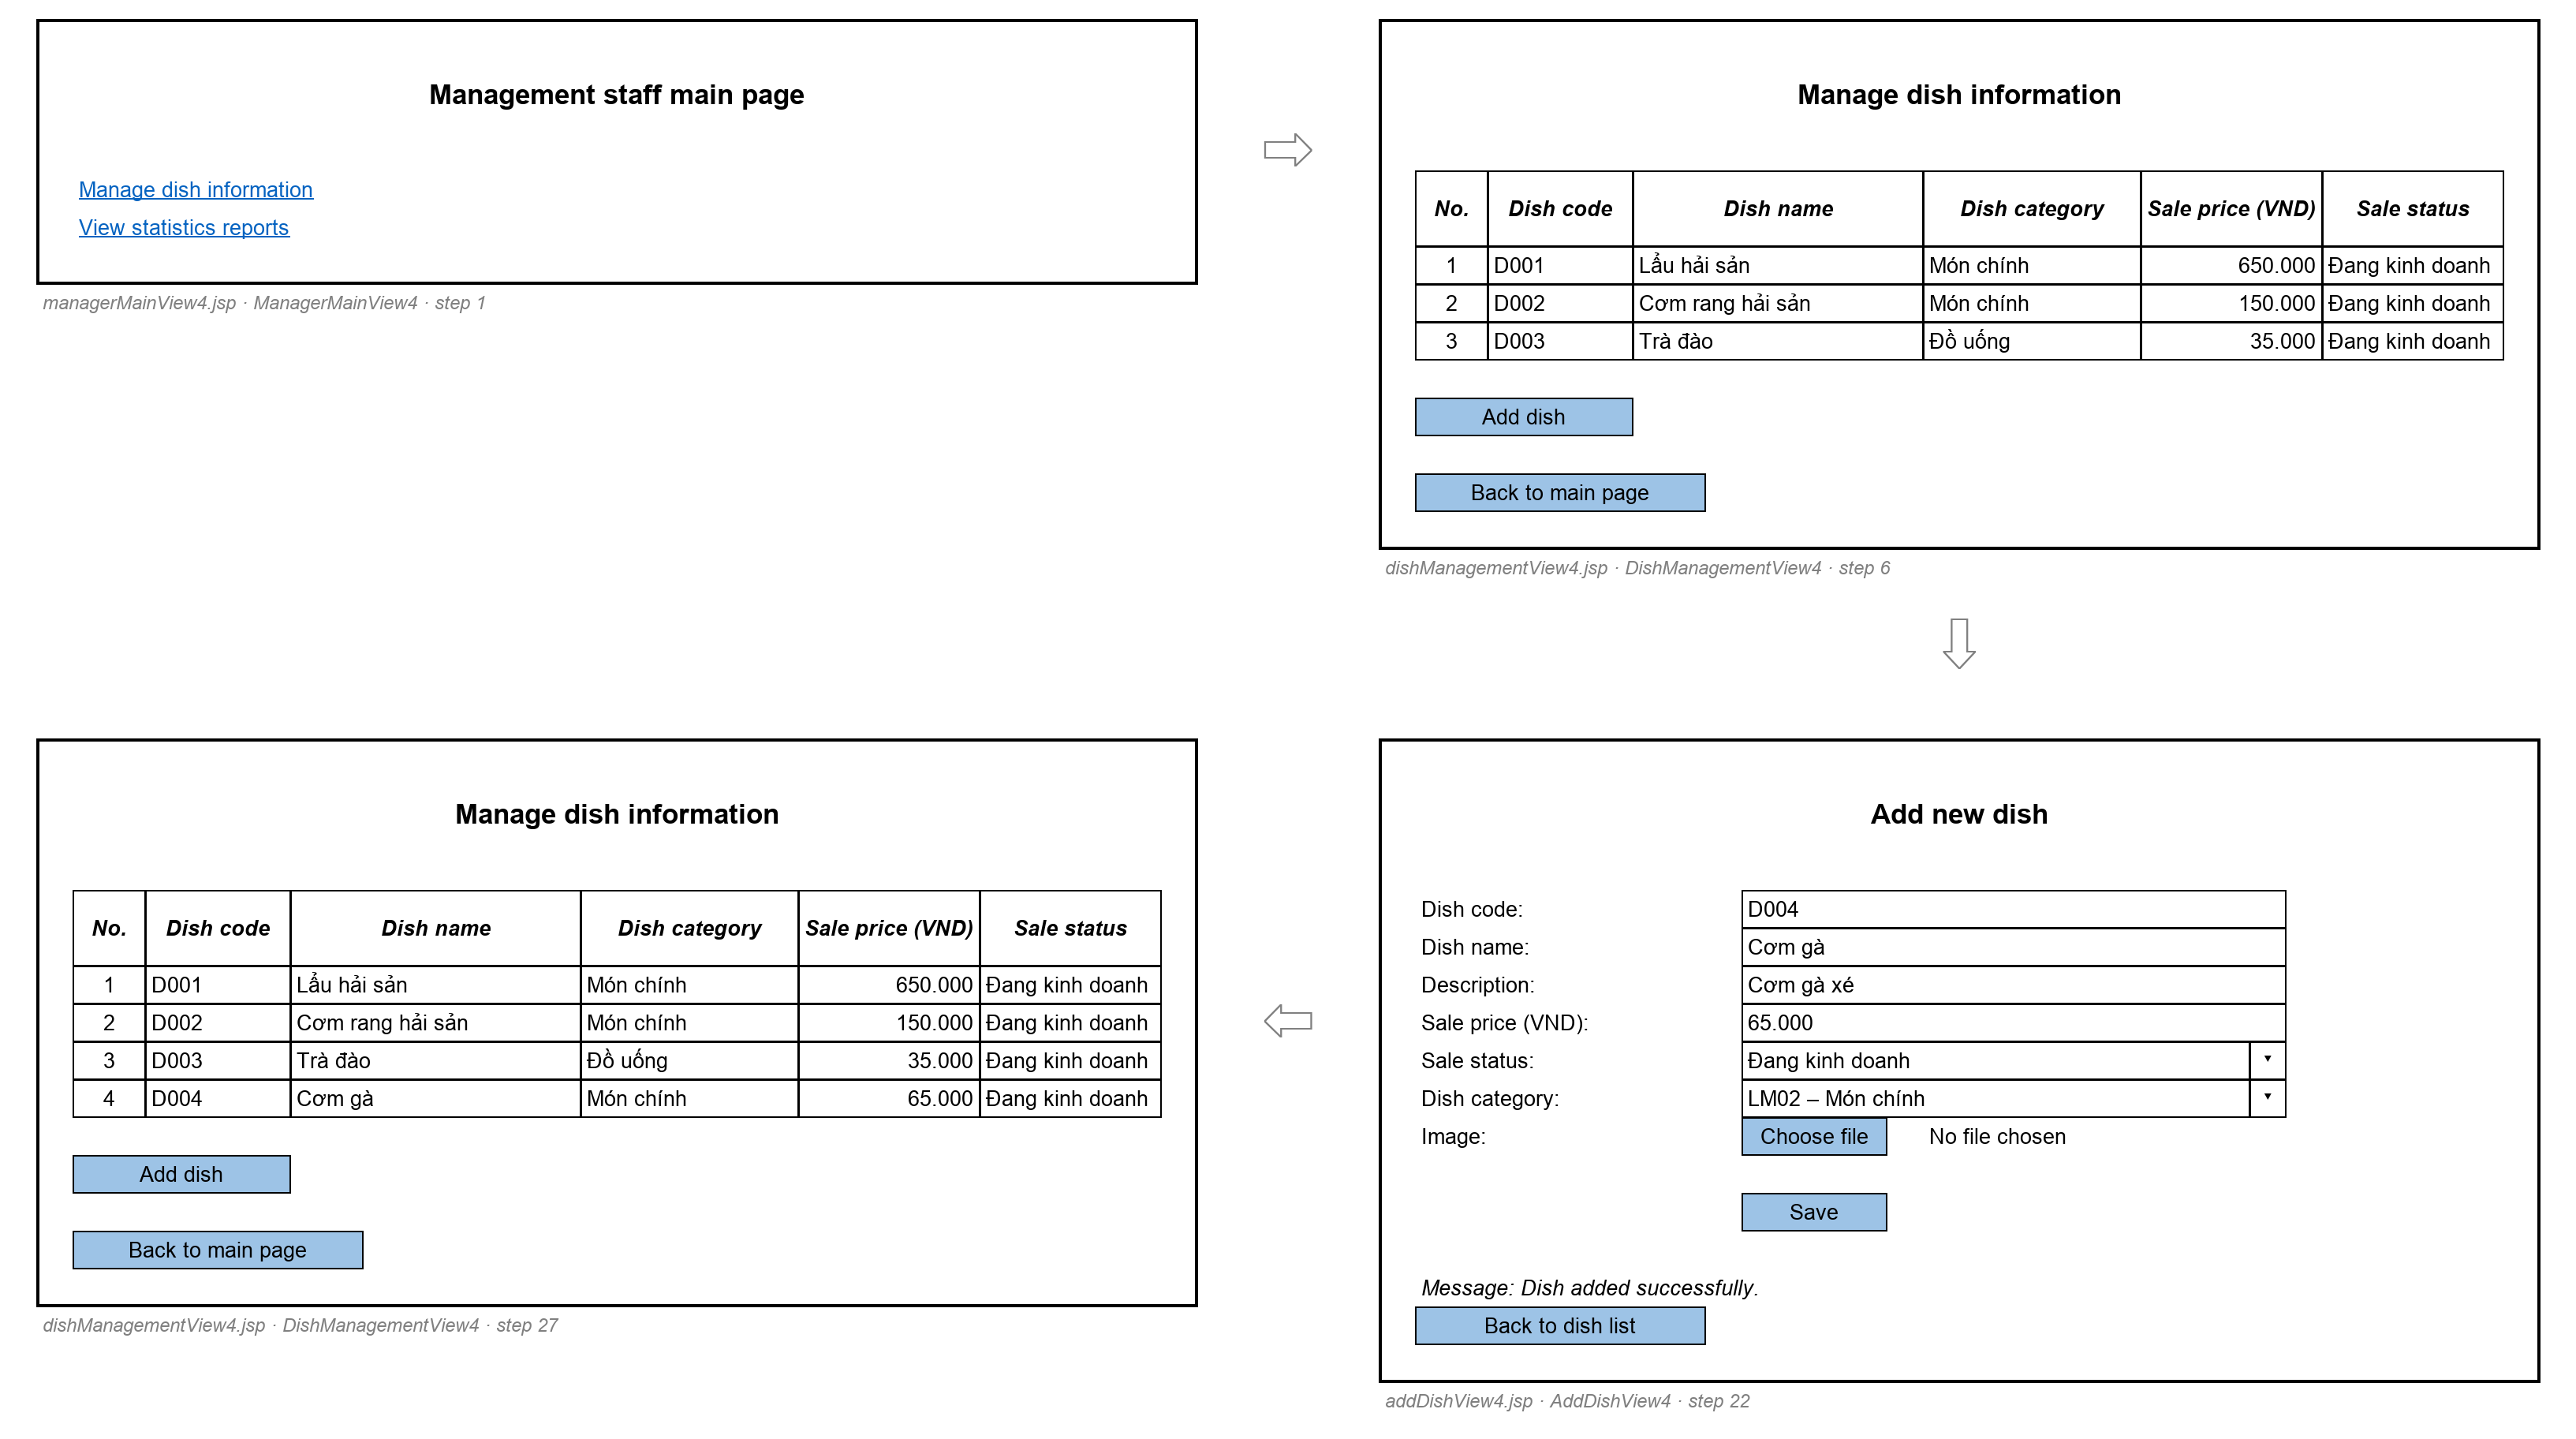 Management staff main page
Manage dish information
View statistics reports
managerMainView4.jsp · ManagerMainView4 · step 1
Manage dish information
No. Dish code Dish name Dish category Sale price (VND) Sale status
1 D001 Lẩu hải sản Món chính 650.000 Đang kinh doanh
2 D002 Cơm rang hải sản Món chính 150.000 Đang kinh doanh
3 D003 Trà đào Đồ uống 35.000 Đang kinh doanh
Add dish
Back to main page
dishManagementView4.jsp · DishManagementView4 · step 6
Add new dish
Dish code: D004
Dish name: Cơm gà
Description: Cơm gà xé
Sale price (VND): 65.000
Sale status: Đang kinh doanh
Dish category: LM02 – Món chính
Image: Choose file No file chosen
Save
Message: Dish added successfully.
Back to dish list
addDishView4.jsp · AddDishView4 · step 22
Manage dish information
No. Dish code Dish name Dish category Sale price (VND) Sale status
1 D001 Lẩu hải sản Món chính 650.000 Đang kinh doanh
2 D002 Cơm rang hải sản Món chính 150.000 Đang kinh doanh
3 D003 Trà đào Đồ uống 35.000 Đang kinh doanh
4 D004 Cơm gà Món chính 65.000 Đang kinh doanh
Add dish
Back to main page
dishManagementView4.jsp · DishManagementView4 · step 27